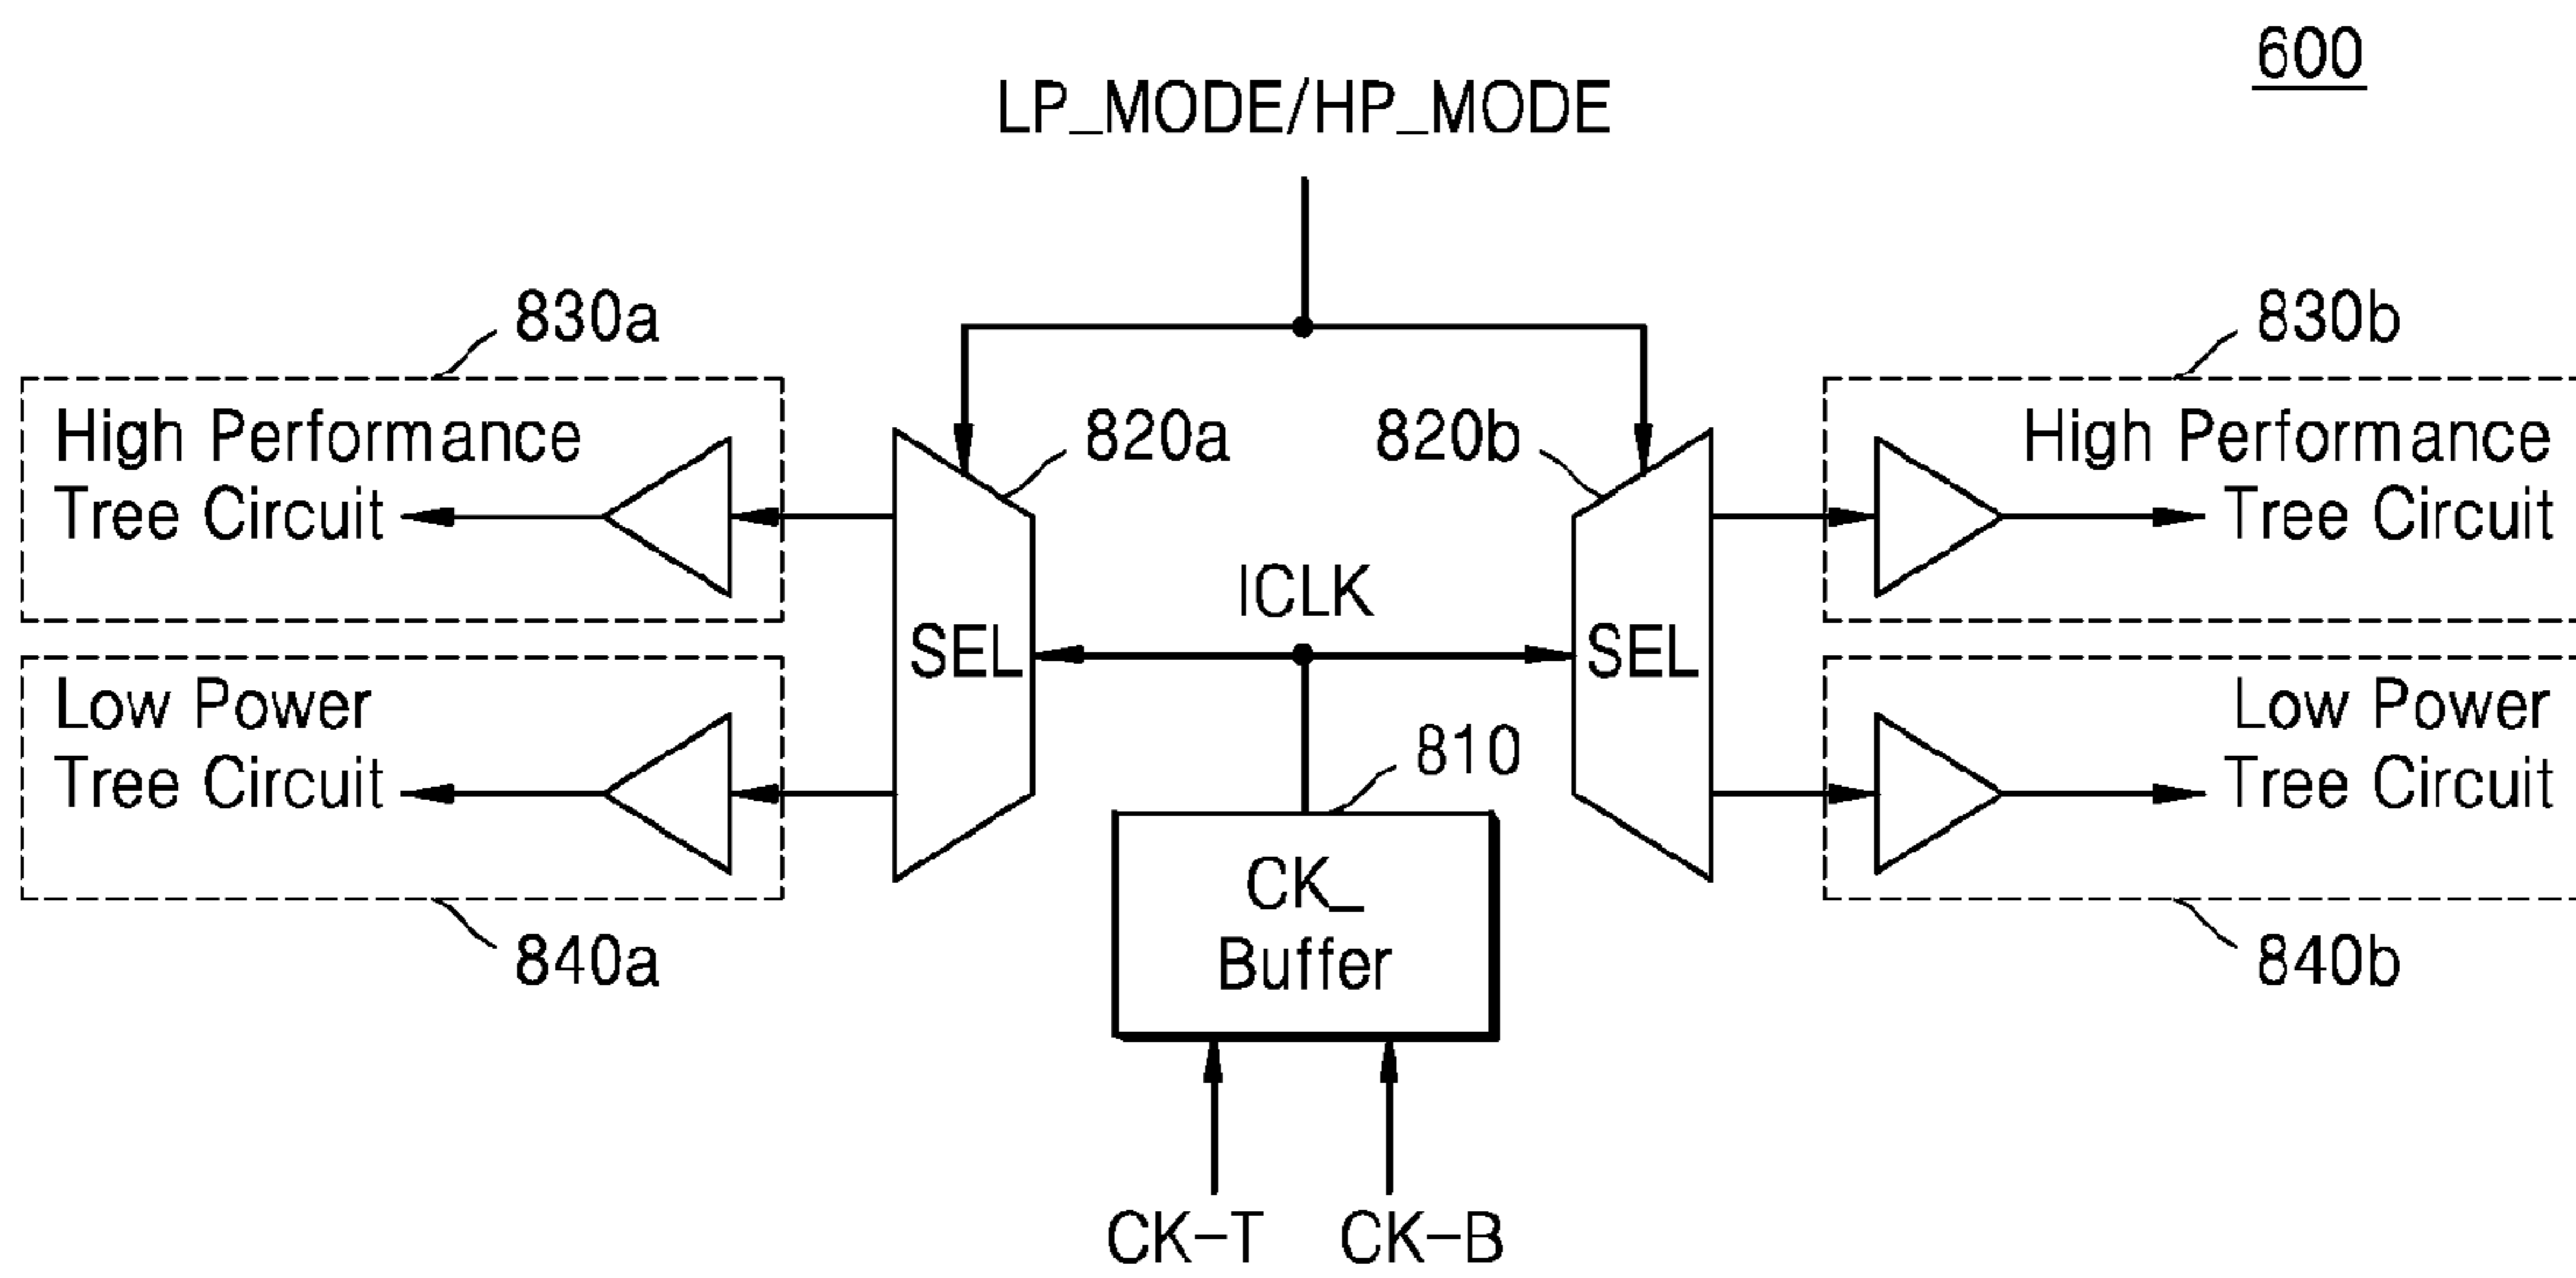 600
LP_MODE/HP_MODE
830a
830b
High Performance
Tree Circuit
820a
820b
High Performance
Tree Circuit
ICLK
SEL
SEL
Low Power
Tree Circuit
810
Low Power
Tree Circuit
CK_
Buffer
840a
840b
CK-T
CK-B